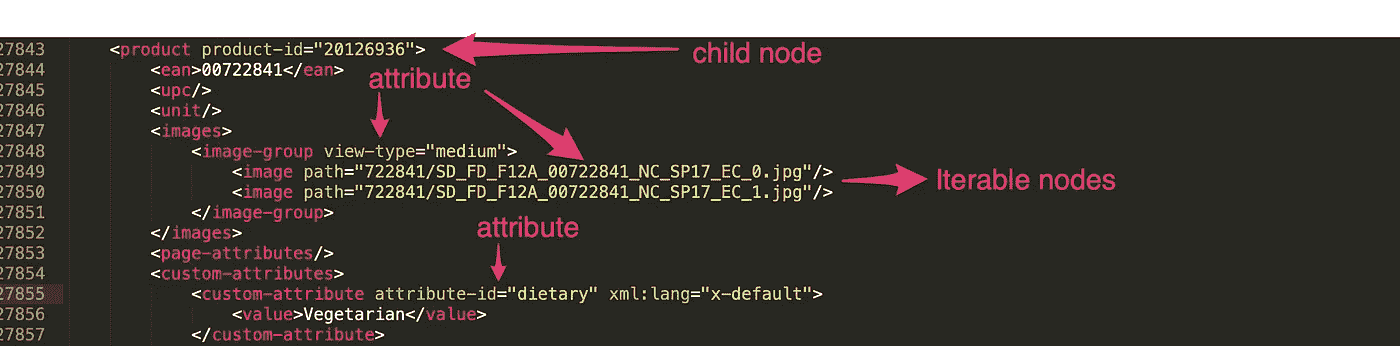 27843 <product product-id="20126936"> child node
27844 <ean>00722841</ean>
attribute
27845 <upc/>
27846 <unit/>
27847 <images>
27848 <image-group view-type="medium">
27849 <image path="722841/SD_FD_F12A_00722841_NC_SP17_EC_0.jpg"/>
Iterable nodes
27850 <image path="722841/SD_FD_F12A_00722841_NC_SP17_EC_1.jpg"/>
27851 </image-group>
27852 </images>
attribute
27853 <page-attributes/>
27854 <custom-attributes>
27855 <custom-attribute attribute-id="dietary" xml:lang="x-default">
27856 <value>Vegetarian</value>
27857 </custom-attribute>